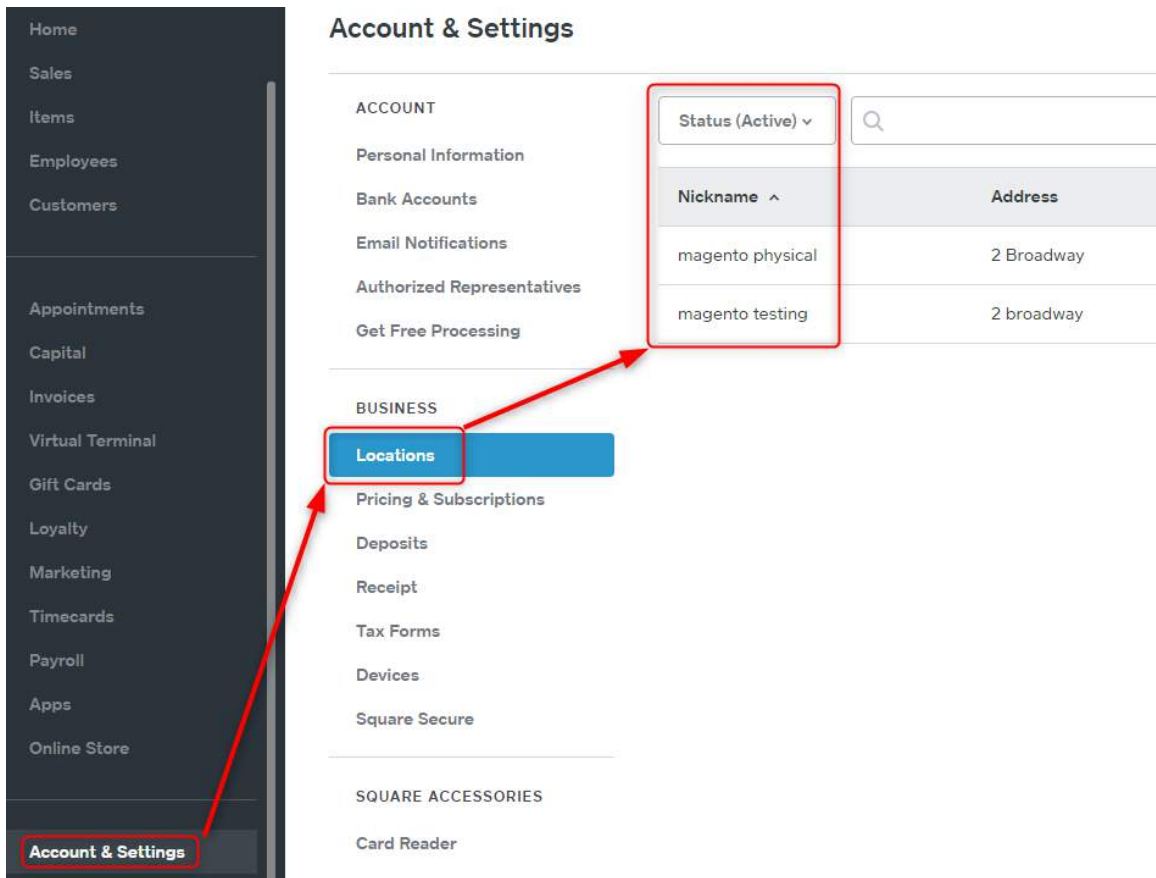 Home
Sales
Items
Employees
Customers
Appointments
Capital
Invoices
Virtual Terminal
Gift Cards
Loyalty
Marketing
Timecards
Payroll
Apps
Online Store
Account & Settings
Account & Settings
ACCOUNT
Personal Information
Bank Accounts
Email Notifications
Authorized Representatives
Get Free Processing
BUSINESS
Locations
Pricing & Subscriptions
Deposits
Receipt
Tax Forms
Devices
Square Secure
SQUARE ACCESSORIES
Card Reader
Status (Active)
Nickname Address
magento physical 2 Broadway
magento testing 2 broadway